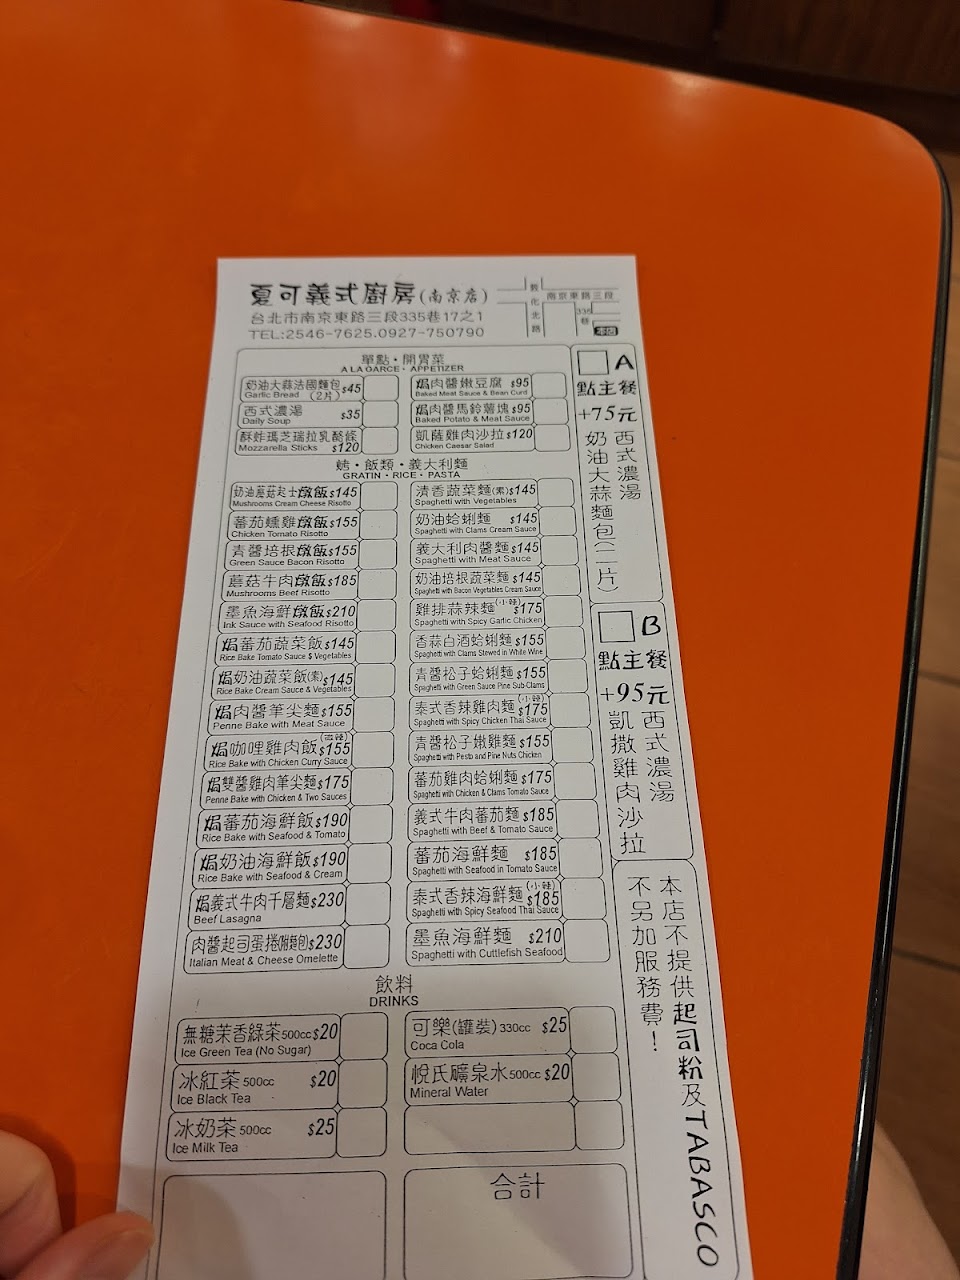 夏可義式廚房(南京店)
台北市南京東路三段335巷17之1
TEL:2546-7625.0927-750790
敦化北路
南京東路三段
335巷
本店
單點・開胃菜
A LA GARCE・APPETIZER
奶油大蒜法國麵包(2片) $45
Garlic Bread
西式濃湯 $35
Daily Soup
酥炸瑪芝瑞拉乳酪條
Mozzarella Sticks $120
焗肉醬嫩豆腐 $95
Baked Meat Sauce & Bean Curd
焗肉醬馬鈴薯塊 $95
Baked Potato & Meat Sauce
凱薩雞肉沙拉 $120
Chicken Caesar Salad
烤・飯類・義大利麵
GRATIN・RICE・PASTA
奶油蘑菇起士燉飯 $145
Mushrooms Cream Cheese Risotto
蕃茄燻雞燉飯 $155
Chicken Tomato Risotto
青醬培根燉飯 $155
Green Sauce Bacon Risotto
蘑菇牛肉燉飯 $185
Mushrooms Beef Risotto
墨魚海鮮燉飯 $210
Ink Sauce with Seafood Risotto
焗蕃茄蔬菜飯 $145
Rice Bake Tomato Sauce $ Vegetables
焗奶油蔬菜飯(素) $145
Rice Bake Cream Sauce & Vegetables
焗肉醬筆尖麵 $155
Penne Bake with Meat Sauce
焗咖哩雞肉飯(微辣) $155
Rice Bake with Chicken Curry Sauce
焗雙醬雞肉筆尖麵 $175
Penne Bake with Chicken & Two Sauces
焗蕃茄海鮮飯 $190
Rice Bake with Seafood & Tomato
焗奶油海鮮飯 $190
Rice Bake with Seafood & Cream
焗義式牛肉千層麵 $230
Beef Lasagna
肉醬起司蛋捲附麵包 $230
Italian Meat & Cheese Omelette
清香蔬菜麵(素) $145
Spaghetti with Vegetables
奶油蛤蜊麵 $145
Spaghetti with Clams Cream Sauce
義大利肉醬麵 $145
Spaghetti with Meat Sauce
奶油培根蔬菜麵 $145
Spaghetti with Bacon Vegetables Cream Sauce
雞排蒜辣麵(小辣) $175
Spaghetti with Spicy Garlic Chicken
香蒜白酒蛤蜊麵 $155
Spaghetti with Clams Stewed in White Wine
青醬松子蛤蜊麵 $155
Spaghetti with Green Sauce Pine Sub-Clams
泰式香辣雞肉麵(小辣) $175
Spaghetti with Spicy Chicken Thai Sauce
青醬松子嫩雞麵 $155
Spaghetti with Pesto and Pine Nuts Chicken
蕃茄雞肉蛤蜊麵 $175
Spaghetti with Chicken & Clams Tomato Sauce
義式牛肉蕃茄麵 $185
Spaghetti with Beef & Tomato Sauce
蕃茄海鮮麵 $185
Spaghetti with Seafood in Tomato Sauce
泰式香辣海鮮麵(小辣) $185
Spaghetti with Spicy Seafood Thai Sauce
墨魚海鮮麵 $210
Spaghetti with Cuttlefish Seafood
飲料
DRINKS
無糖茉香綠茶 500cc $20
Ice Green Tea (No Sugar)
冰紅茶 500cc $20
Ice Black Tea
冰奶茶 500cc $25
Ice Milk Tea
可樂(罐裝) 330cc $25
Coca Cola
悅氏礦泉水 500cc $20
Mineral Water
合計
A
點主餐
+75元
西式濃湯
奶油大蒜麵包(二片)
B
點主餐
+95元
西式濃湯
凱撒雞肉沙拉
本店不提供起司粉及TABASCO
不另加服務費!